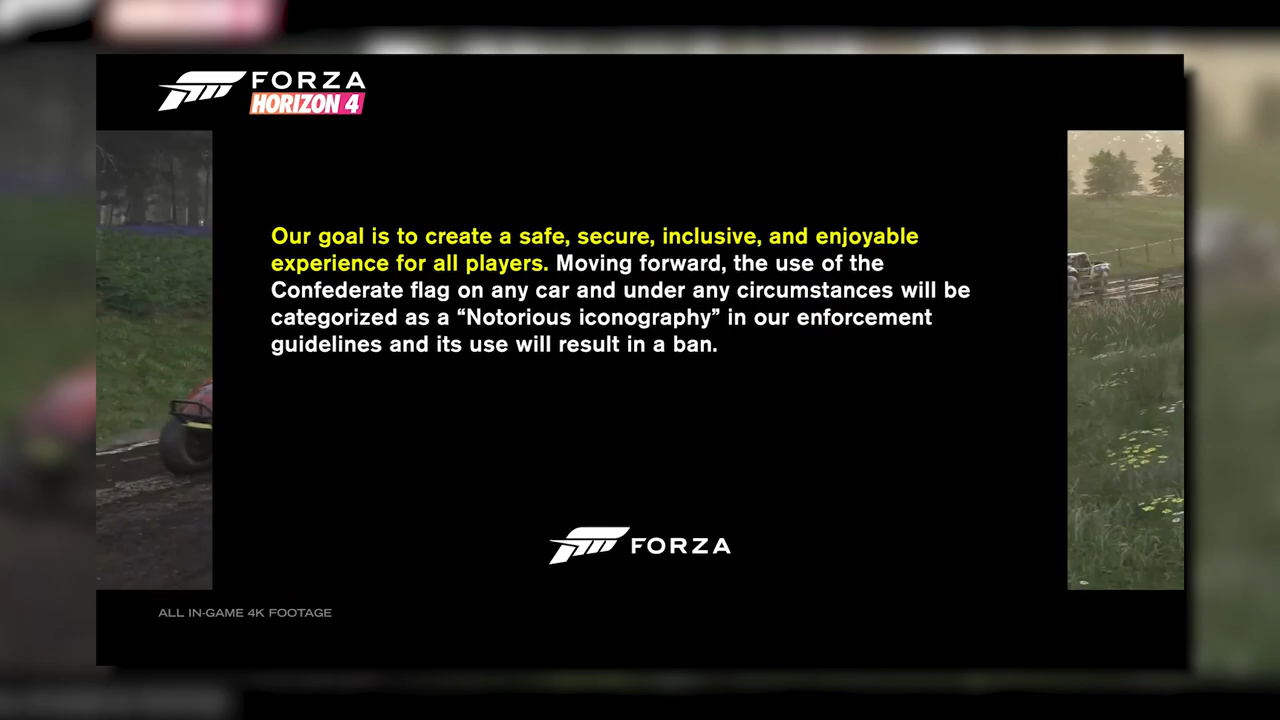 FORZA
HORIZON 4
Our goal is to create a safe, secure, inclusive, and enjoyable
experience for all players. Moving forward, the use of the
Confederate flag on any car and under any circumstances will be
categorized as a “Notorious iconography” in our enforcement
guidelines and its use will result in a ban.
FORZA
ALL IN-GAME 4K FOOTAGE